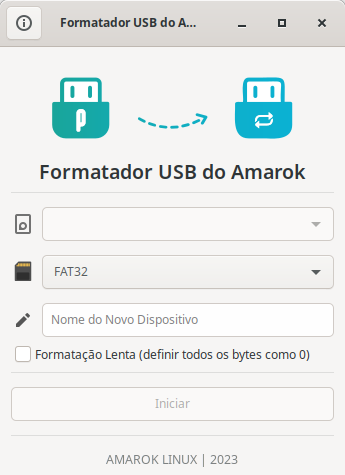 Formatador USB do A...
Formatador USB do Amarok
FAT32
Nome do Novo Dispositivo
Formatação Lenta (definir todos os bytes como 0)
Iniciar
AMAROK LINUX | 2023